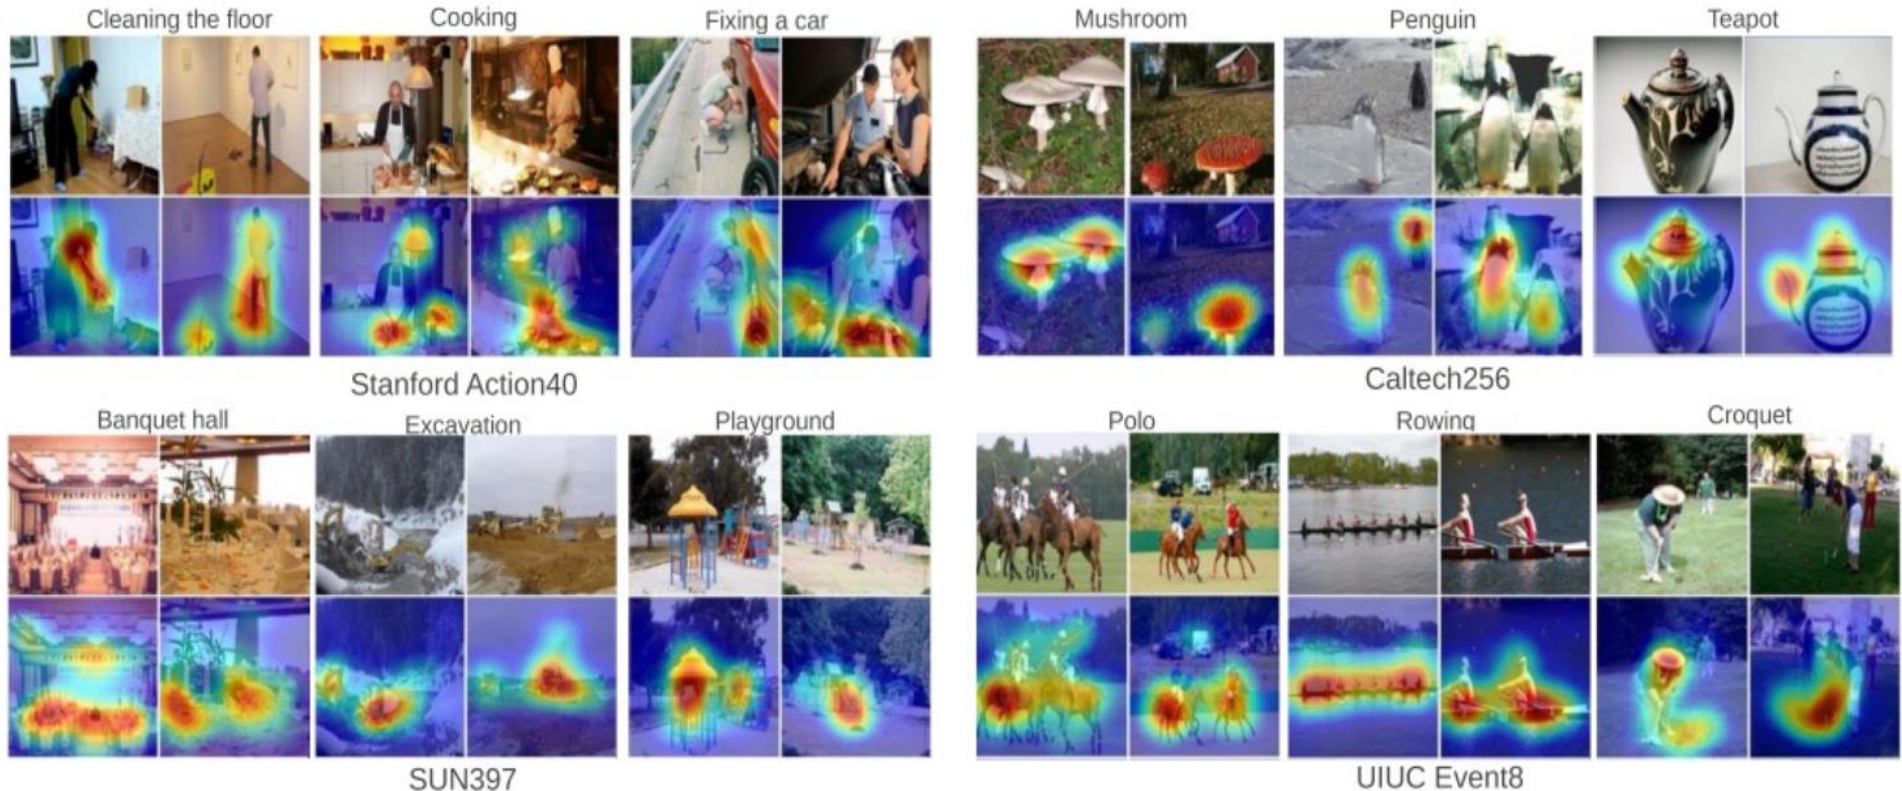 Cleaning the floor
Cooking
Fixing a car
Mushroom
Penguin
Teapot
Stanford Action40
Caltech256
Banquet hall
Excavation
Playground
Polo
Rowing
Croquet
SUN397
UIUC Event8